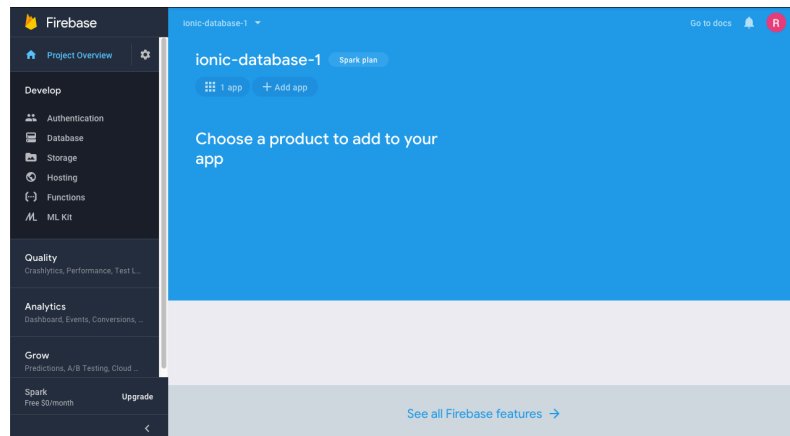 Firebase
Project Overview
Develop
Authentication
Database
Storage
Hosting
Functions
ML Kit
Quality
Crashlytics, Performance, Test L...
Analytics
Dashboard, Events, Conversions, ...
Grow
Predictions, A/B Testing, Cloud ...
Spark
Free $0/month
Upgrade
ionic-database-1
Go to docs
R
ionic-database-1 Spark plan
1 app + Add app
Choose a product to add to your
app
See all Firebase features →